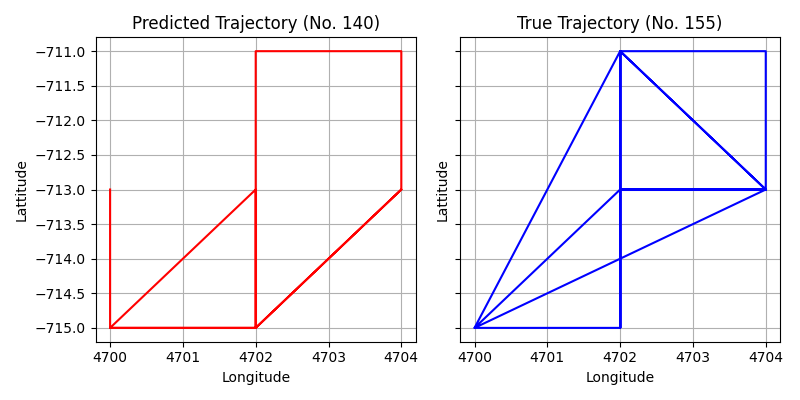 Predicted Trajectory (No. 140)
True Trajectory (No. 155)
Lattitude
−711.0
−711.5
−712.0
−712.5
−713.0
−713.5
−714.0
−714.5
−715.0
4700 4701 4702 4703 4704
Longitude
Lattitude
4700 4701 4702 4703 4704
Longitude